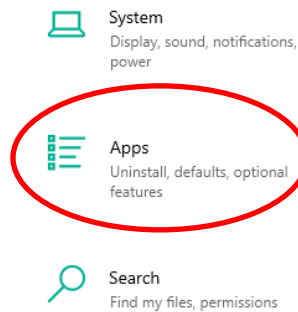 System
Display, sound, notifications,
power
Apps
Uninstall, defaults, optional
features
Search
Find my files, permissions